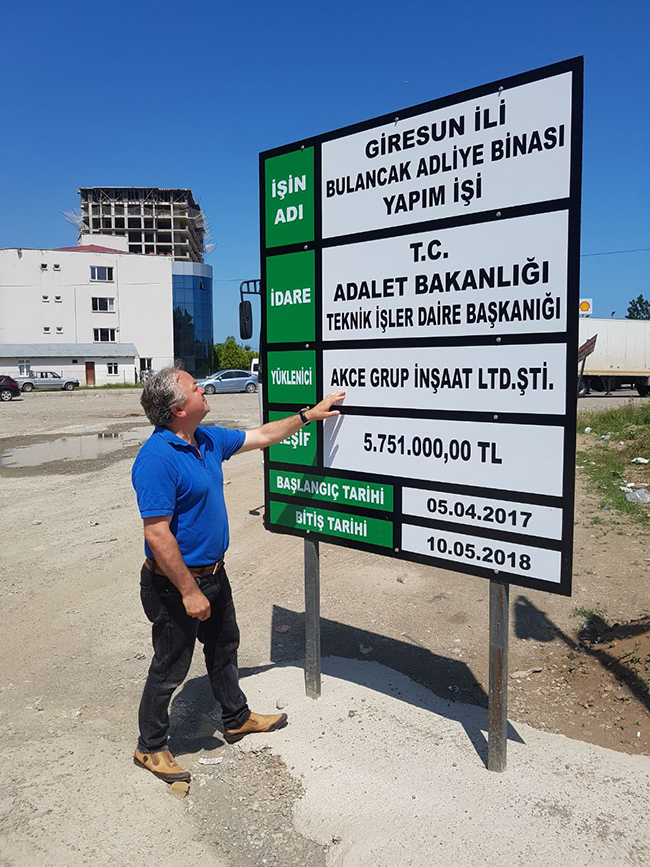 İŞİN
ADI
GİRESUN İLİ
BULANCAK ADLİYE BİNASI
YAPIM İŞİ
İDARE
T.C.
ADALET BAKANLIĞI
TEKNİK İŞLER DAİRE BAŞKANIĞI
YÜKLENİCİ
AKCE GRUP İNŞAAT LTD.ŞTİ.
5.751.000,00 TL
BAŞLANGIÇ TARİHİ
05.04.2017
BİTİŞ TARİHİ
10.05.2018